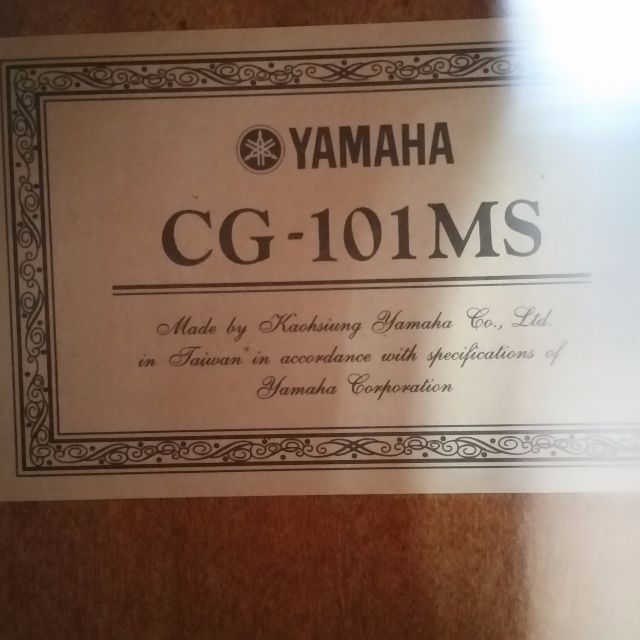 YAMAHA
CG-101MS
Made by Kaohsiung Yamaha Co., Ltd.
in Taiwan in accordance with specifications of
Yamaha Corporation